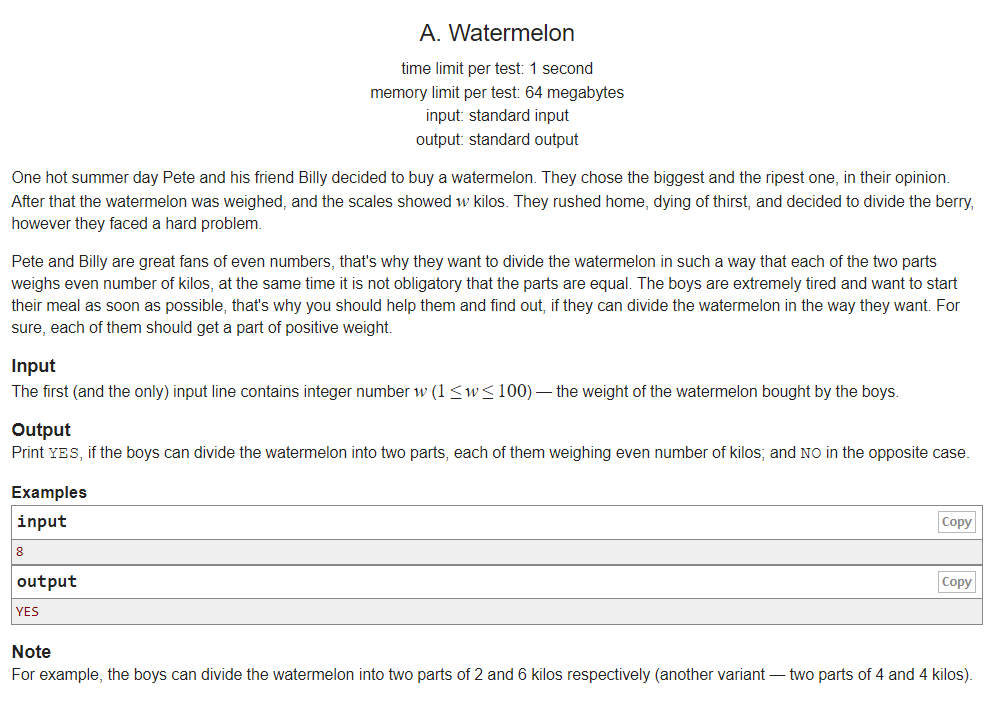 A. Watermelon
time limit per test: 1 second
memory limit per test: 64 megabytes
input: standard input
output: standard output
One hot summer day Pete and his friend Billy decided to buy a watermelon. They chose the biggest and the ripest one, in their opinion.
After that the watermelon was weighed, and the scales showed w kilos. They rushed home, dying of thirst, and decided to divide the berry,
however they faced a hard problem.
Pete and Billy are great fans of even numbers, that's why they want to divide the watermelon in such a way that each of the two parts
weighs even number of kilos, at the same time it is not obligatory that the parts are equal. The boys are extremely tired and want to start
their meal as soon as possible, that's why you should help them and find out, if they can divide the watermelon in the way they want. For
sure, each of them should get a part of positive weight.
Input
The first (and the only) input line contains integer number w (1 ≤ w ≤ 100) — the weight of the watermelon bought by the boys.
Output
Print YES, if the boys can divide the watermelon into two parts, each of them weighing even number of kilos; and NO in the opposite case.
Examples
input Copy
8
output Copy
YES
Note
For example, the boys can divide the watermelon into two parts of 2 and 6 kilos respectively (another variant — two parts of 4 and 4 kilos).